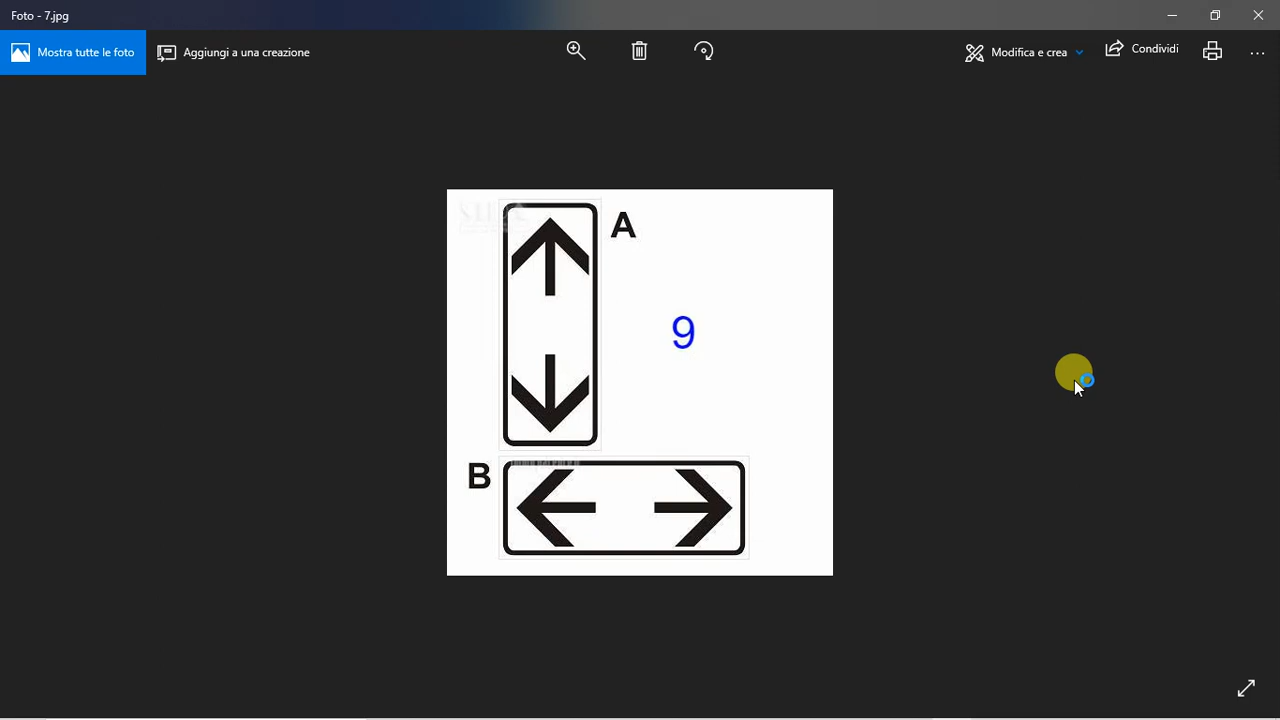 Foto - 7.jpg
Mostra tutte le foto
Aggiungi a una creazione
Modifica e crea
Condividi
A
9
B